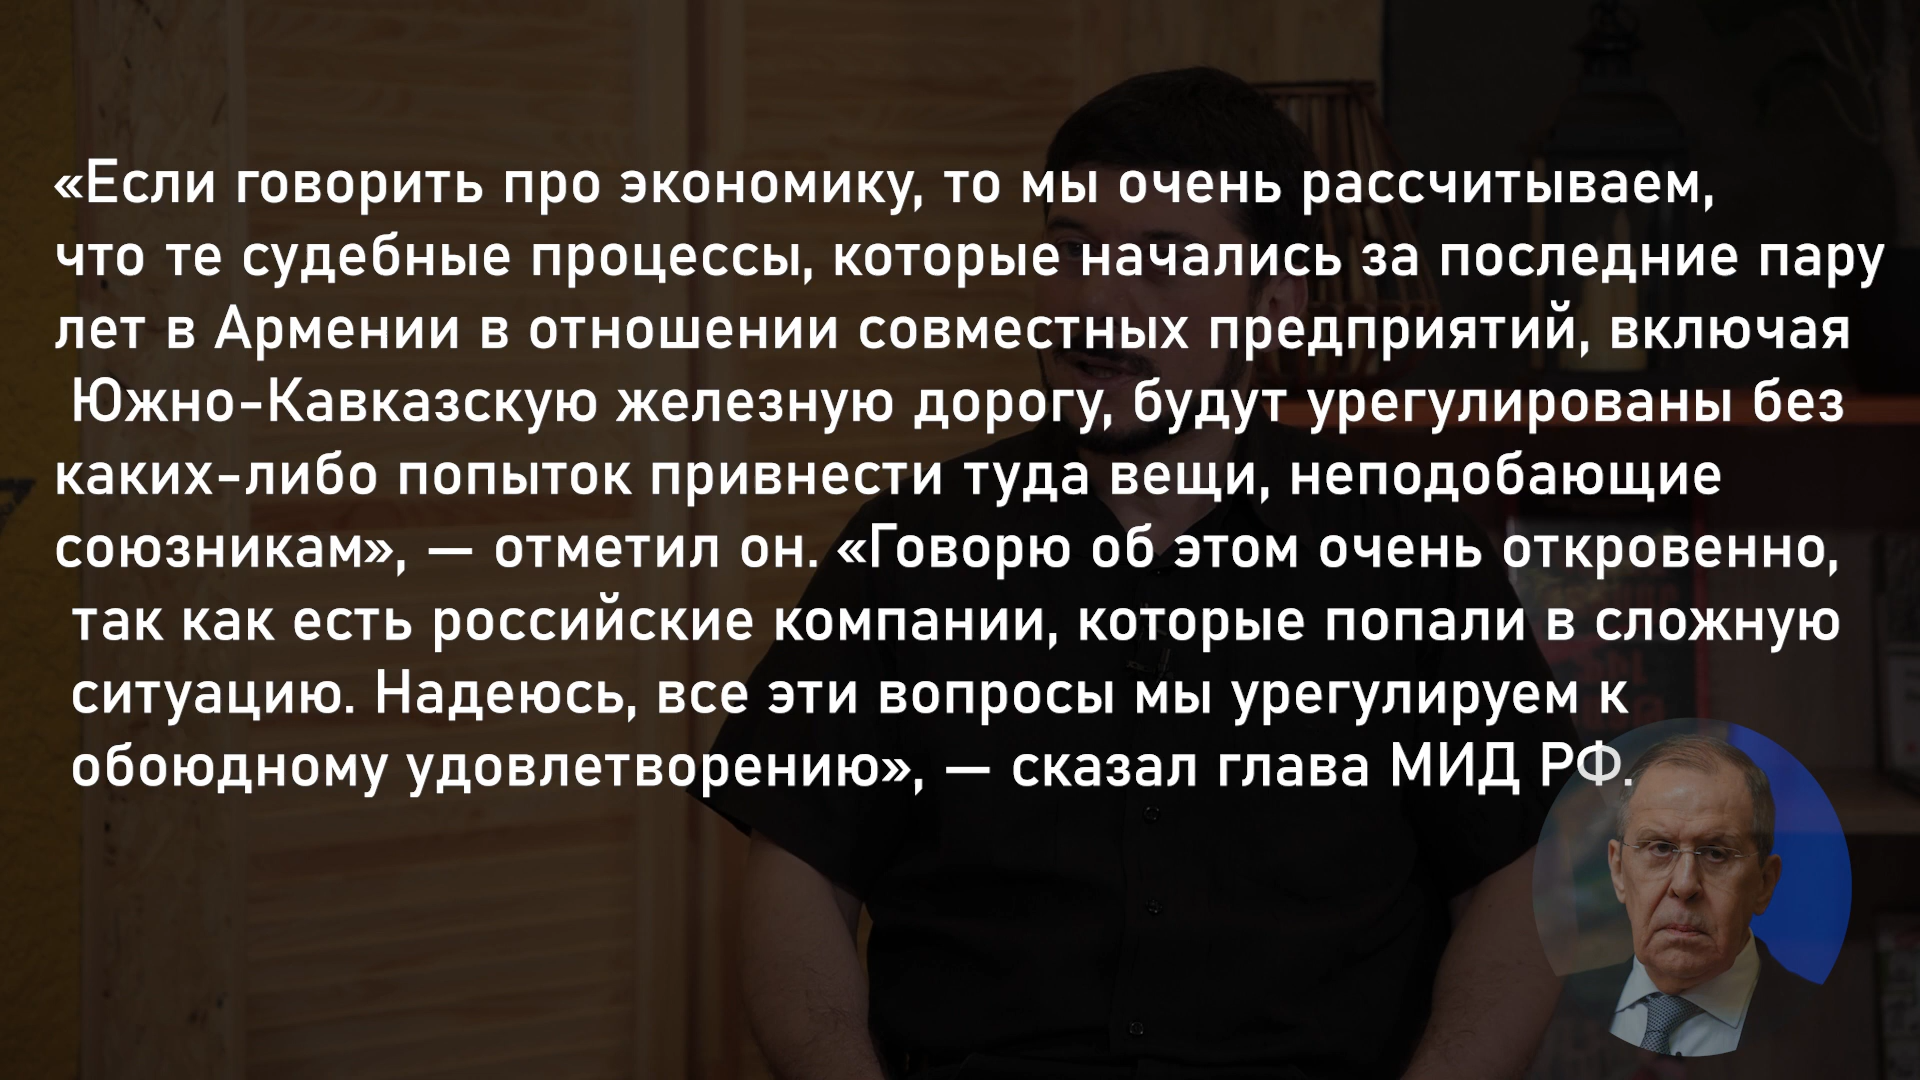 «Если говорить про экономику, то мы очень рассчитываем,
что те судебные процессы, которые начались за последние пару
лет в Армении в отношении совместных предприятий, включая
Южно-Кавказскую железную дорогу, будут урегулированы без
каких-либо попыток привнести туда вещи, неподобающие
союзникам», — отметил он. «Говорю об этом очень откровенно,
так как есть российские компании, которые попали в сложную
ситуацию. Надеюсь, все эти вопросы мы урегулируем к
обоюдному удовлетворению», — сказал глава МИД РФ.